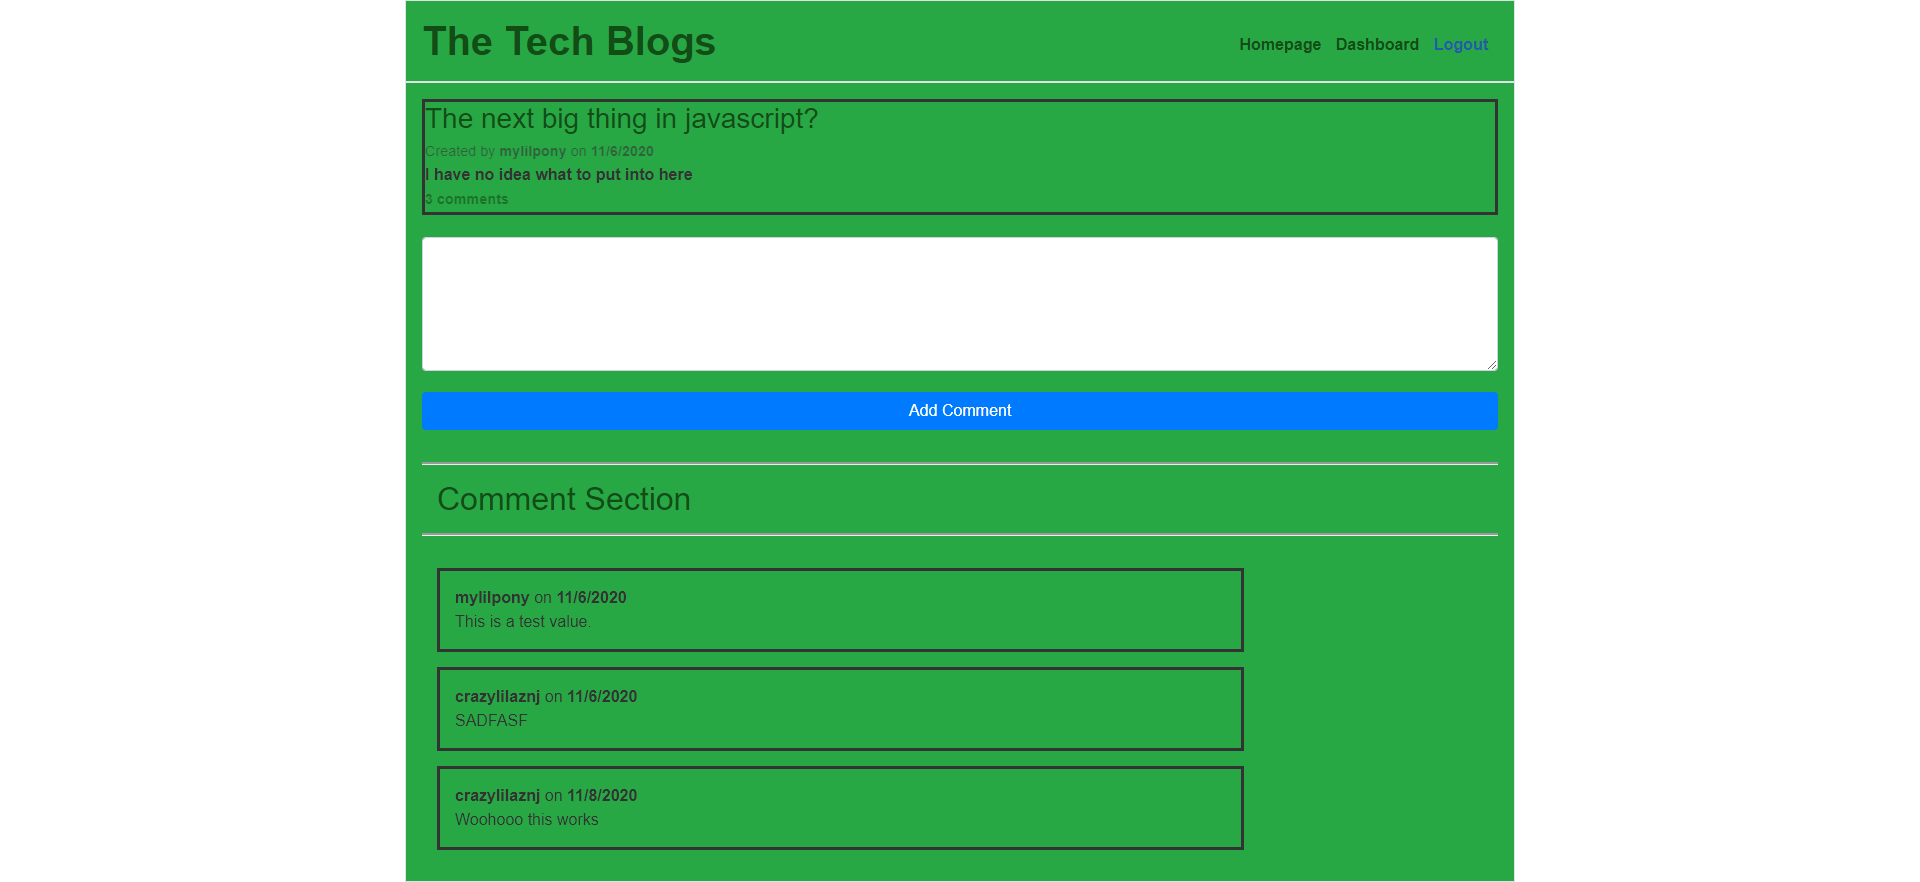 The Tech Blogs
Homepage Dashboard Logout
The next big thing in javascript?
Created by mylilpony on 11/6/2020
I have no idea what to put into here
3 comments
Add Comment
Comment Section
mylilpony on 11/6/2020
This is a test value.
crazylilaznj on 11/6/2020
SADFASF
crazylilaznj on 11/8/2020
Woohooo this works